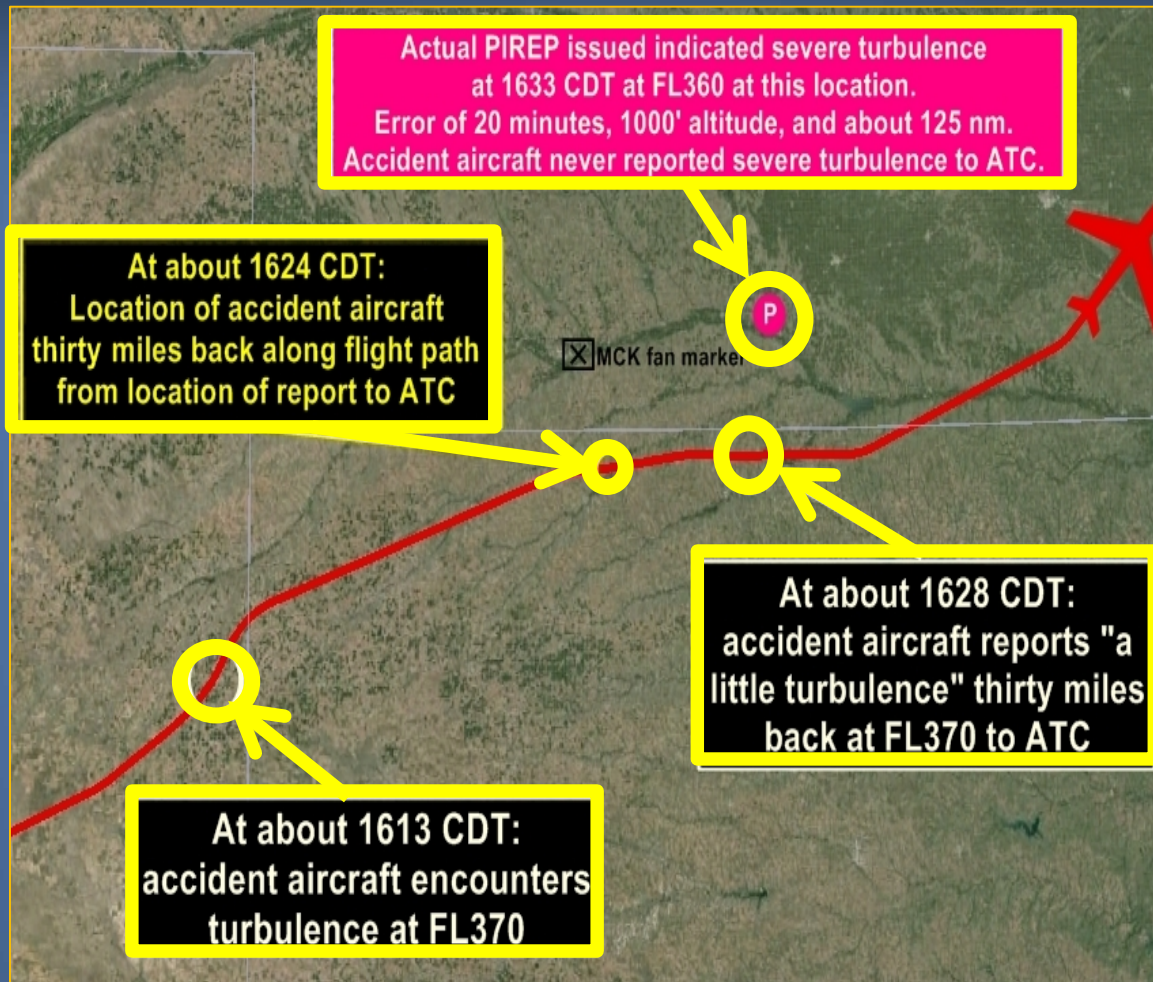 Actual PIREP issued indicated severe turbulence
at 1633 CDT at FL360 at this location.
Error of 20 minutes, 1000' altitude, and about 125 nm.
Accident aircraft never reported severe turbulence to ATC.
At about 1624 CDT:
Location of accident aircraft
thirty miles back along flight path
from location of report to ATC
P
X MCK fan marker
At about 1628 CDT:
accident aircraft reports "a
little turbulence" thirty miles
back at FL370 to ATC
At about 1613 CDT:
accident aircraft encounters
turbulence at FL370